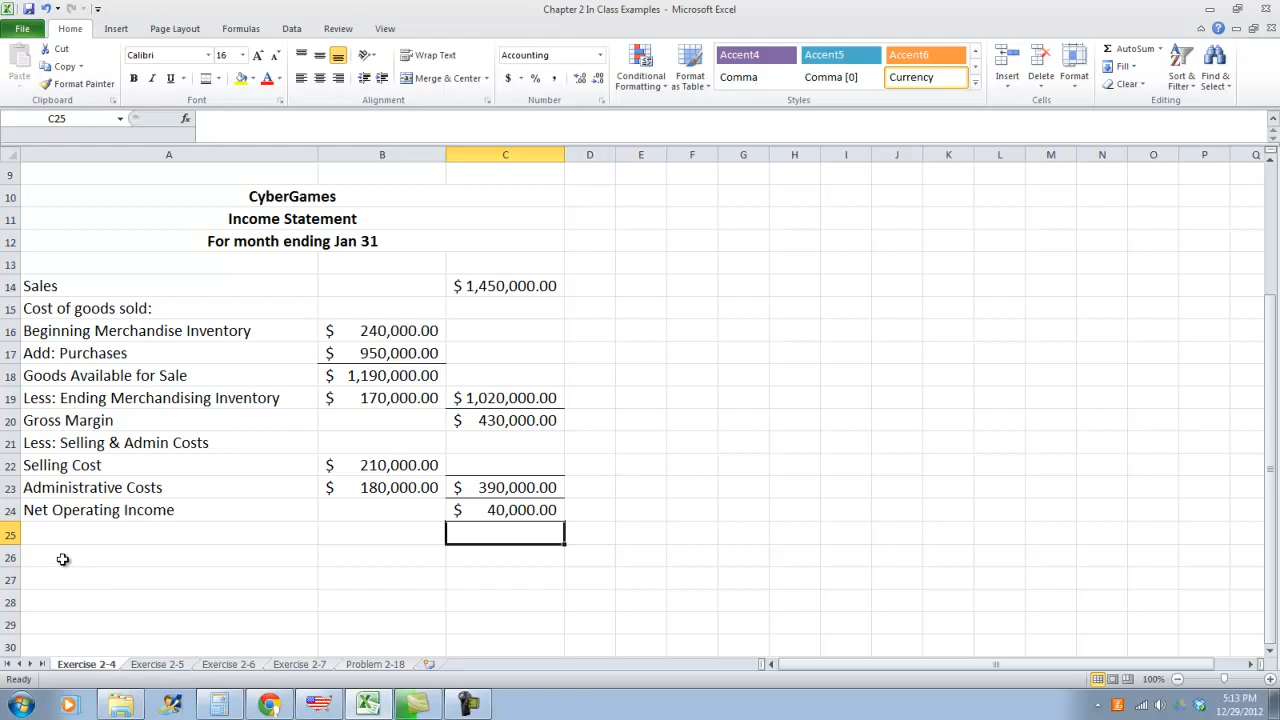 Chapter 2 In Class Examples - Microsoft Excel
File Home Insert Page Layout Formulas Data Review View
Paste Cut Copy Format Painter
Calibri 16
Wrap Text Merge & Center
Accounting
Conditional Formatting Format as Table
Accent4 Accent5 Accent6
Comma Comma [0] Currency
Insert Delete Format
AutoSum Fill Clear Sort & Filter Find & Select
Clipboard Font Alignment Number Styles Cells Editing
C25 fx
A B C D E F G H I J K L M N O P Q
9
10 CyberGames
11 Income Statement
12 For month ending Jan 31
13
14 Sales $ 1,450,000.00
15 Cost of goods sold:
16 Beginning Merchandise Inventory $ 240,000.00
17 Add: Purchases $ 950,000.00
18 Goods Available for Sale $ 1,190,000.00
19 Less: Ending Merchandising Inventory $ 170,000.00 $ 1,020,000.00
20 Gross Margin $ 430,000.00
21 Less: Selling & Admin Costs
22 Selling Cost $ 210,000.00
23 Administrative Costs $ 180,000.00 $ 390,000.00
24 Net Operating Income $ 40,000.00
25
26
27
28
29
30
Exercise 2-4 Exercise 2-5 Exercise 2-6 Exercise 2-7 Problem 2-18
Ready 100%
5:13 PM
12/29/2012